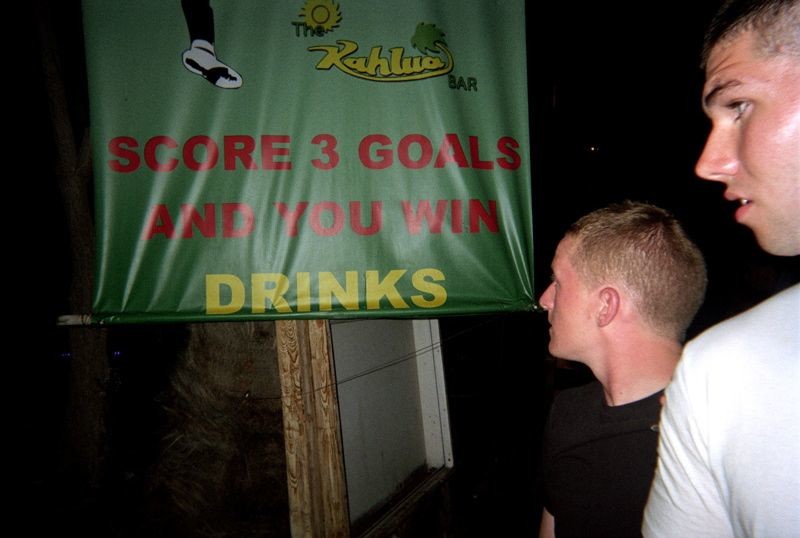 The
Kahlua
BAR
SCORE 3 GOALS
AND YOU WIN
DRINKS